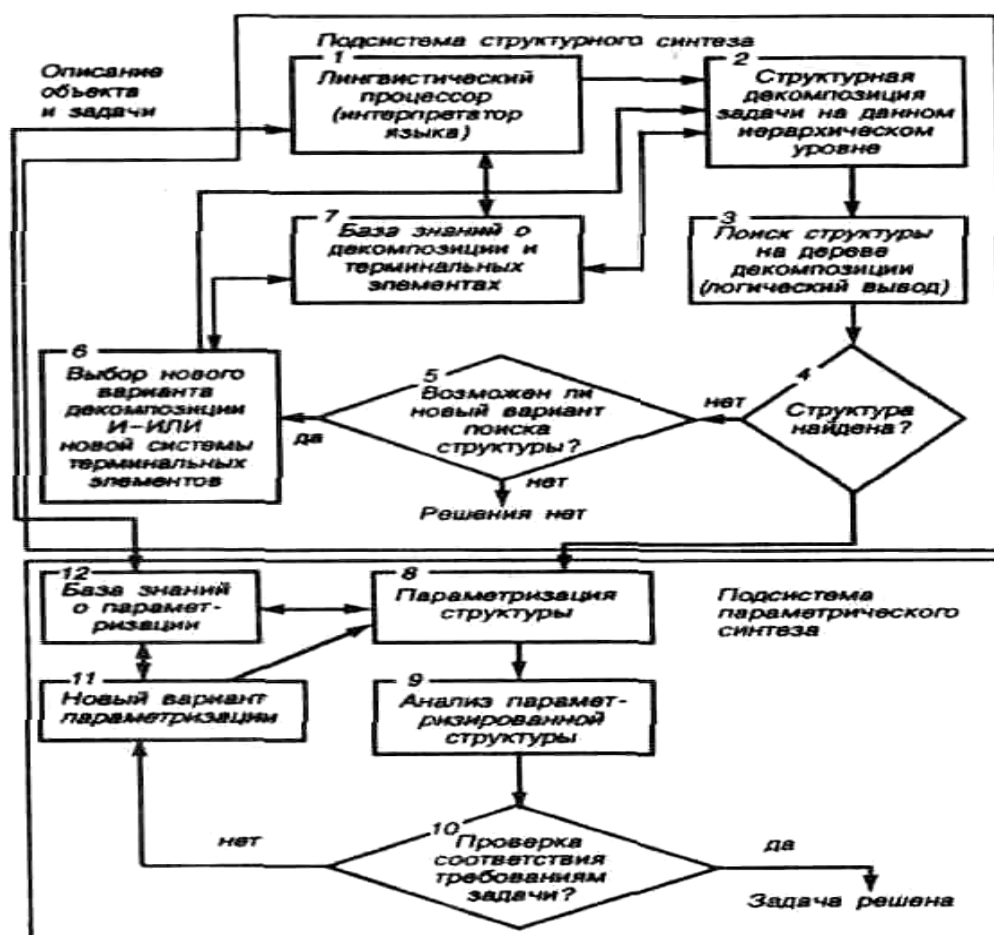 Подсистема структурного синтеза
Описание
объекта
и задачи
1
Лингвистический
процессор
(интерпретатор
языка)
2
Структурная
декомпозиция
задачи на данном
иерархическом
уровне
7
База знаний о
декомпозиции и
терминальных
элементах
3
Поиск структуры
на дереве
декомпозиции
(логический вывод)
6
Выбор нового
варианта
декомпозиции
И-ИЛИ
новой системы
терминальных
элементов
да
5
Возможен ли
новый вариант
поиска
структуры?
нет
4
Структура
найдена?
нет
Решения нет
12
База знаний
о парамет-
ризации
8
Параметризация
структуры
Подсистема
параметрического
синтеза
11
Новый вариант
параметризации
9
Анализ парамет-
ризированной
структуры
нет
10
Проверка
соответствия
требованиям
задачи?
да
Задача решена